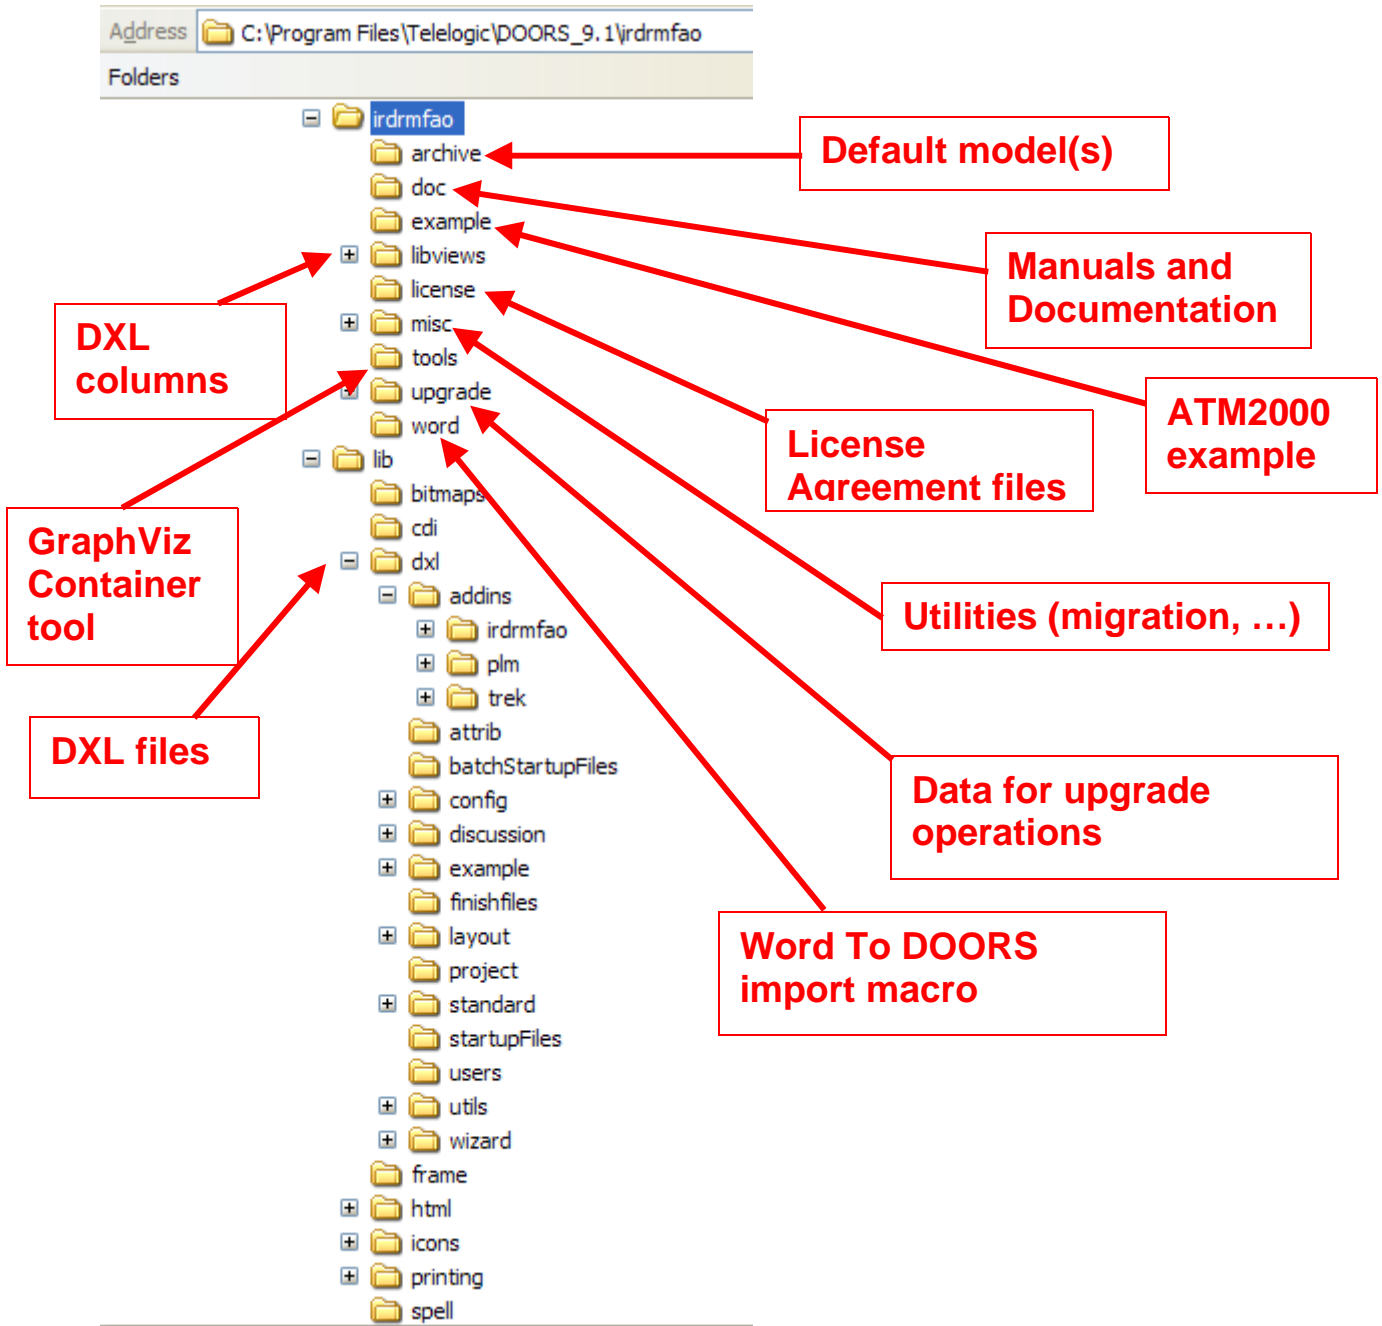 Address C:\Program Files\Telelogic\DOORS_9.1\irdrmfao
Folders
irdrmfao
archive
doc
example
libviews
license
misc
tools
upgrade
word
lib
bitmaps
cdi
dxl
addins
irdrmfao
plm
trek
attrib
batchStartupFiles
config
discussion
example
finishfiles
layout
project
standard
startupFiles
users
utils
wizard
frame
html
icons
printing
spell
Default model(s)
Manuals and
Documentation
ATM2000
example
License
Agreement files
Utilities (migration, …)
Data for upgrade
operations
Word To DOORS
import macro
DXL
columns
GraphViz
Container
tool
DXL files